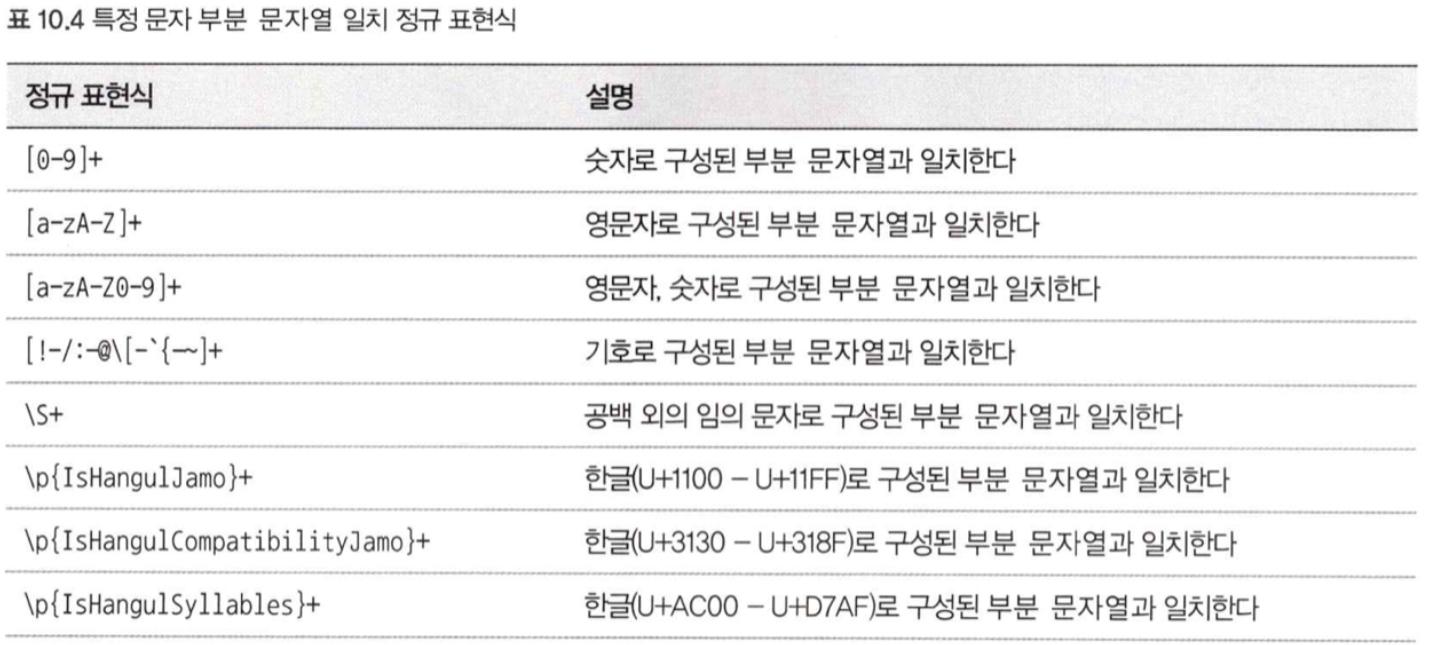 표 10.4 특정 문자 부분 문자열 일치 정규 표현식
정규 표현식 설명
[0-9]+ 숫자로 구성된 부분 문자열과 일치한다
[a-zA-Z]+ 영문자로 구성된 부분 문자열과 일치한다
[a-zA-Z0-9]+ 영문자, 숫자로 구성된 부분 문자열과 일치한다
[!-/:-@\[-`{-~]+ 기호로 구성된 부분 문자열과 일치한다
\S+ 공백 외의 임의 문자로 구성된 부분 문자열과 일치한다
\p{IsHangulJamo}+ 한글(U+1100 – U+11FF)로 구성된 부분 문자열과 일치한다
\p{IsHangulCompatibilityJamo}+ 한글(U+3130 – U+318F)로 구성된 부분 문자열과 일치한다
\p{IsHangulSyllables}+ 한글(U+AC00 – U+D7AF)로 구성된 부분 문자열과 일치한다